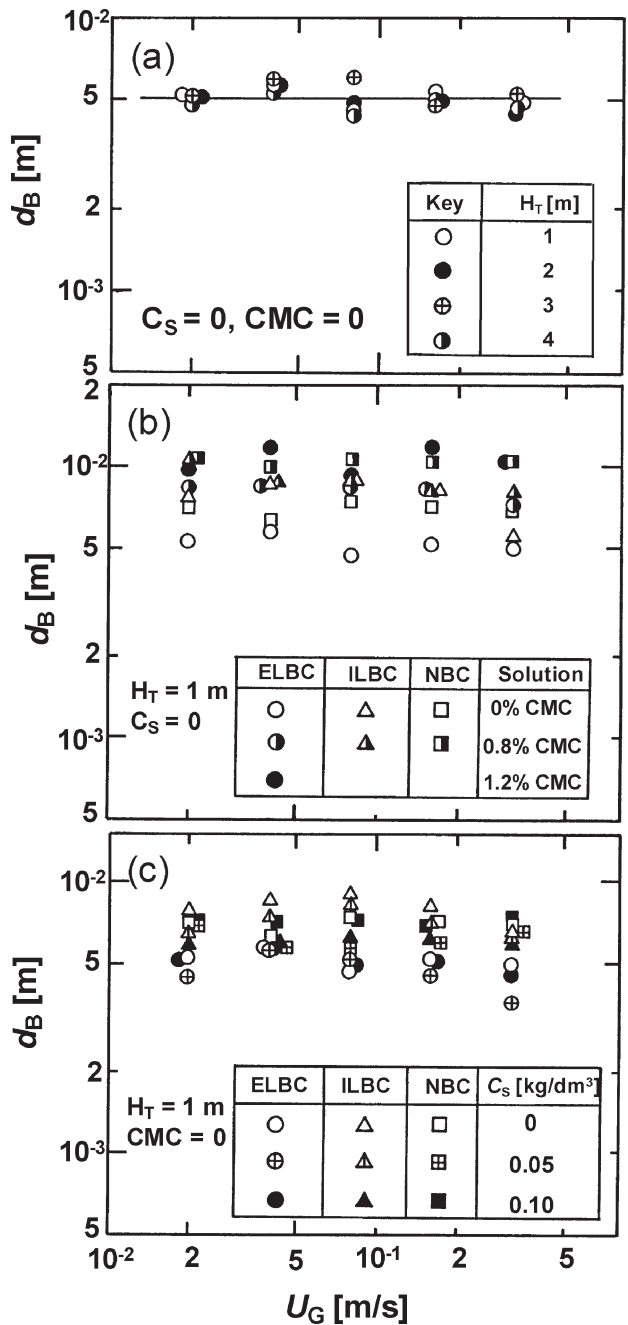 10⁻²
(a)
5
d_B [m]
2
10⁻³
5
C_S = 0, CMC = 0
Key H_T [m]
1
2
3
4
2
(b)
10⁻²
5
d_B [m]
2
10⁻³
5
H_T = 1 m
C_S = 0
ELBC ILBC NBC Solution
0% CMC
0.8% CMC
1.2% CMC
(c)
10⁻²
5
d_B [m]
2
10⁻³
5
H_T = 1 m
CMC = 0
ELBC ILBC NBC C_S [kg/dm³]
0
0.05
0.10
10⁻² 2 5 10⁻¹ 2 5
U_G [m/s]